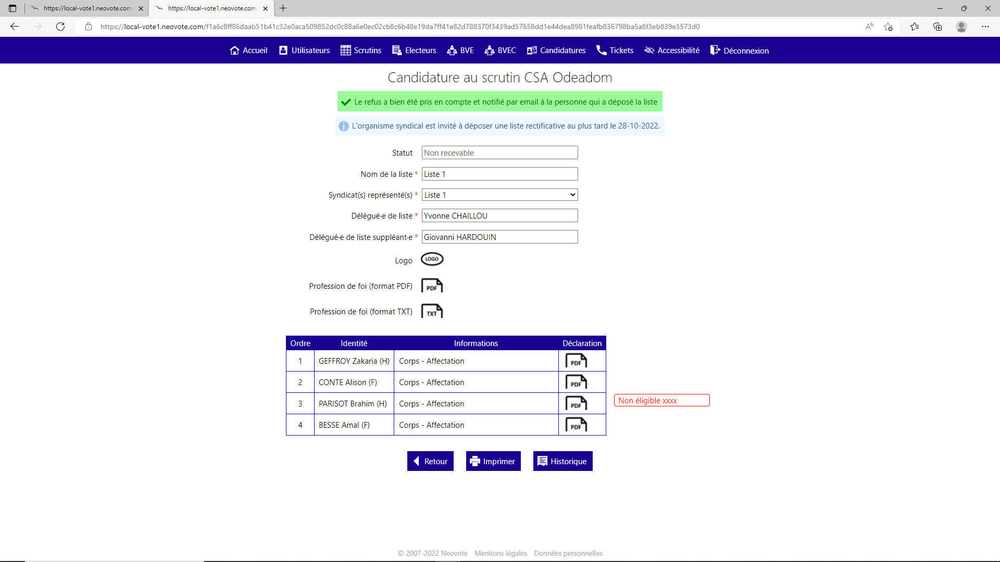 https://local-vote1.neovote.com/
https://local-vote1.neovote.com/
https://local-vote1.neovote.com/f1a6c8ff86daab51b41c32e0aca509852dc0c88a6e0ec02cb8c6b48e19da7ff41e82d788370f3439ad57658dd1e44dea8981feafb836798ba5a8f3eb839e3573d0
Accueil Utilisateurs Scrutins Electeurs BVE BVEC Candidatures Tickets Accessibilité Déconnexion
Candidature au scrutin CSA Odeadom
Le refus a bien été pris en compte et notifié par email à la personne qui a déposé la liste
L'organisme syndical est invité à déposer une liste rectificative au plus tard le 28-10-2022.
Statut Non recevable
Nom de la liste * Liste 1
Syndicat(s) représenté(s) * Liste 1
Délégué·e de liste * Yvonne CHAILLOU
Délégué·e de liste suppléant·e * Giovanni HARDOUIN
Logo LOGO
Profession de foi (format PDF) PDF
Profession de foi (format TXT) TXT
Ordre Identité Informations Déclaration
1 GEFFROY Zakaria (H) Corps - Affectation PDF
2 CONTE Alison (F) Corps - Affectation PDF
3 PARISOT Brahim (H) Corps - Affectation PDF Non éligible xxxx
4 BESSE Amal (F) Corps - Affectation PDF
Retour Imprimer Historique
© 2007-2022 Neovote Mentions légales Données personnelles